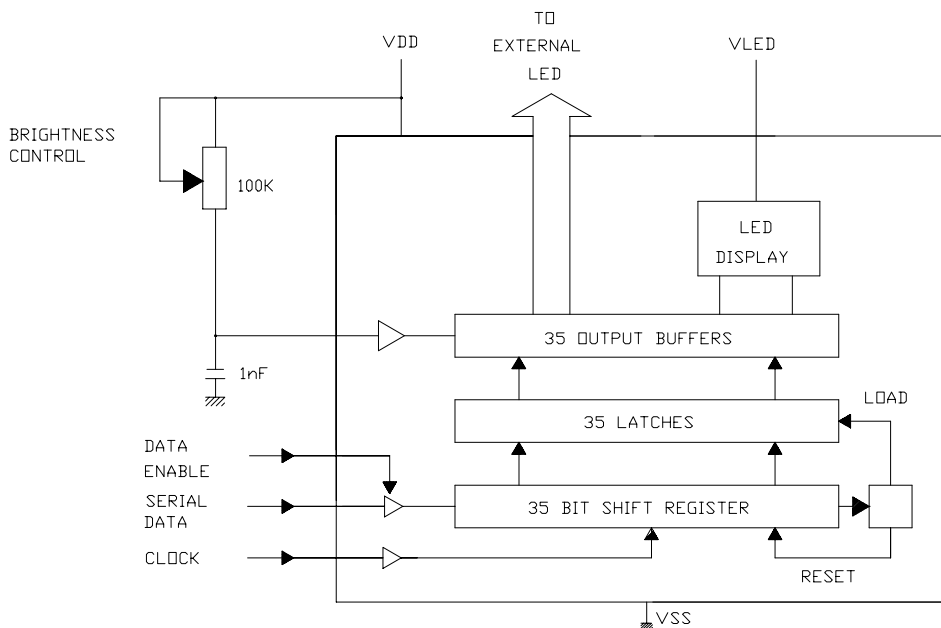 TO
EXTERNAL
LED
VDD
VLED
BRIGHTNESS
CONTROL
100K
LED
DISPLAY
35 OUTPUT BUFFERS
1nF
LOAD
35 LATCHES
DATA
ENABLE
SERIAL
DATA
35 BIT SHIFT REGISTER
CLOCK
RESET
VSS